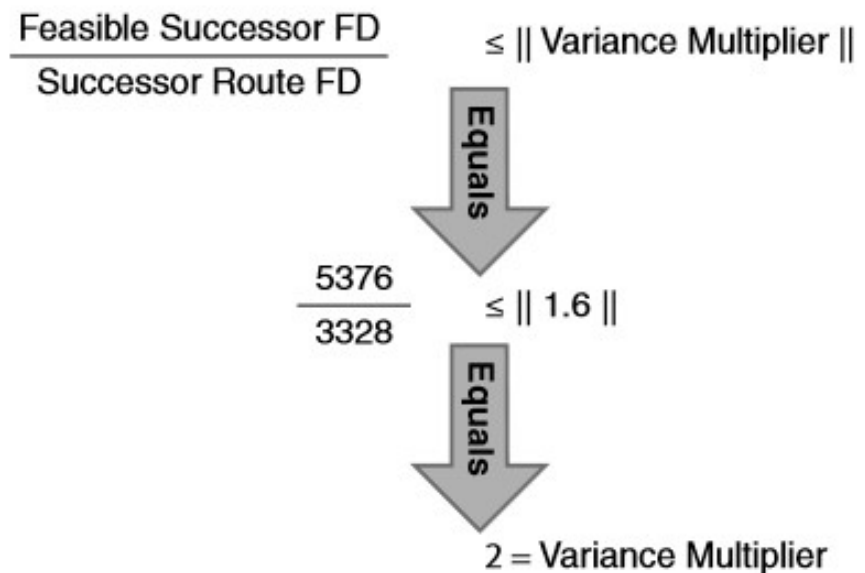 Feasible Successor FD
Successor Route FD
≤ || Variance Multiplier ||
Equals
5376
3328
≤ || 1.6 ||
Equals
2 = Variance Multiplier